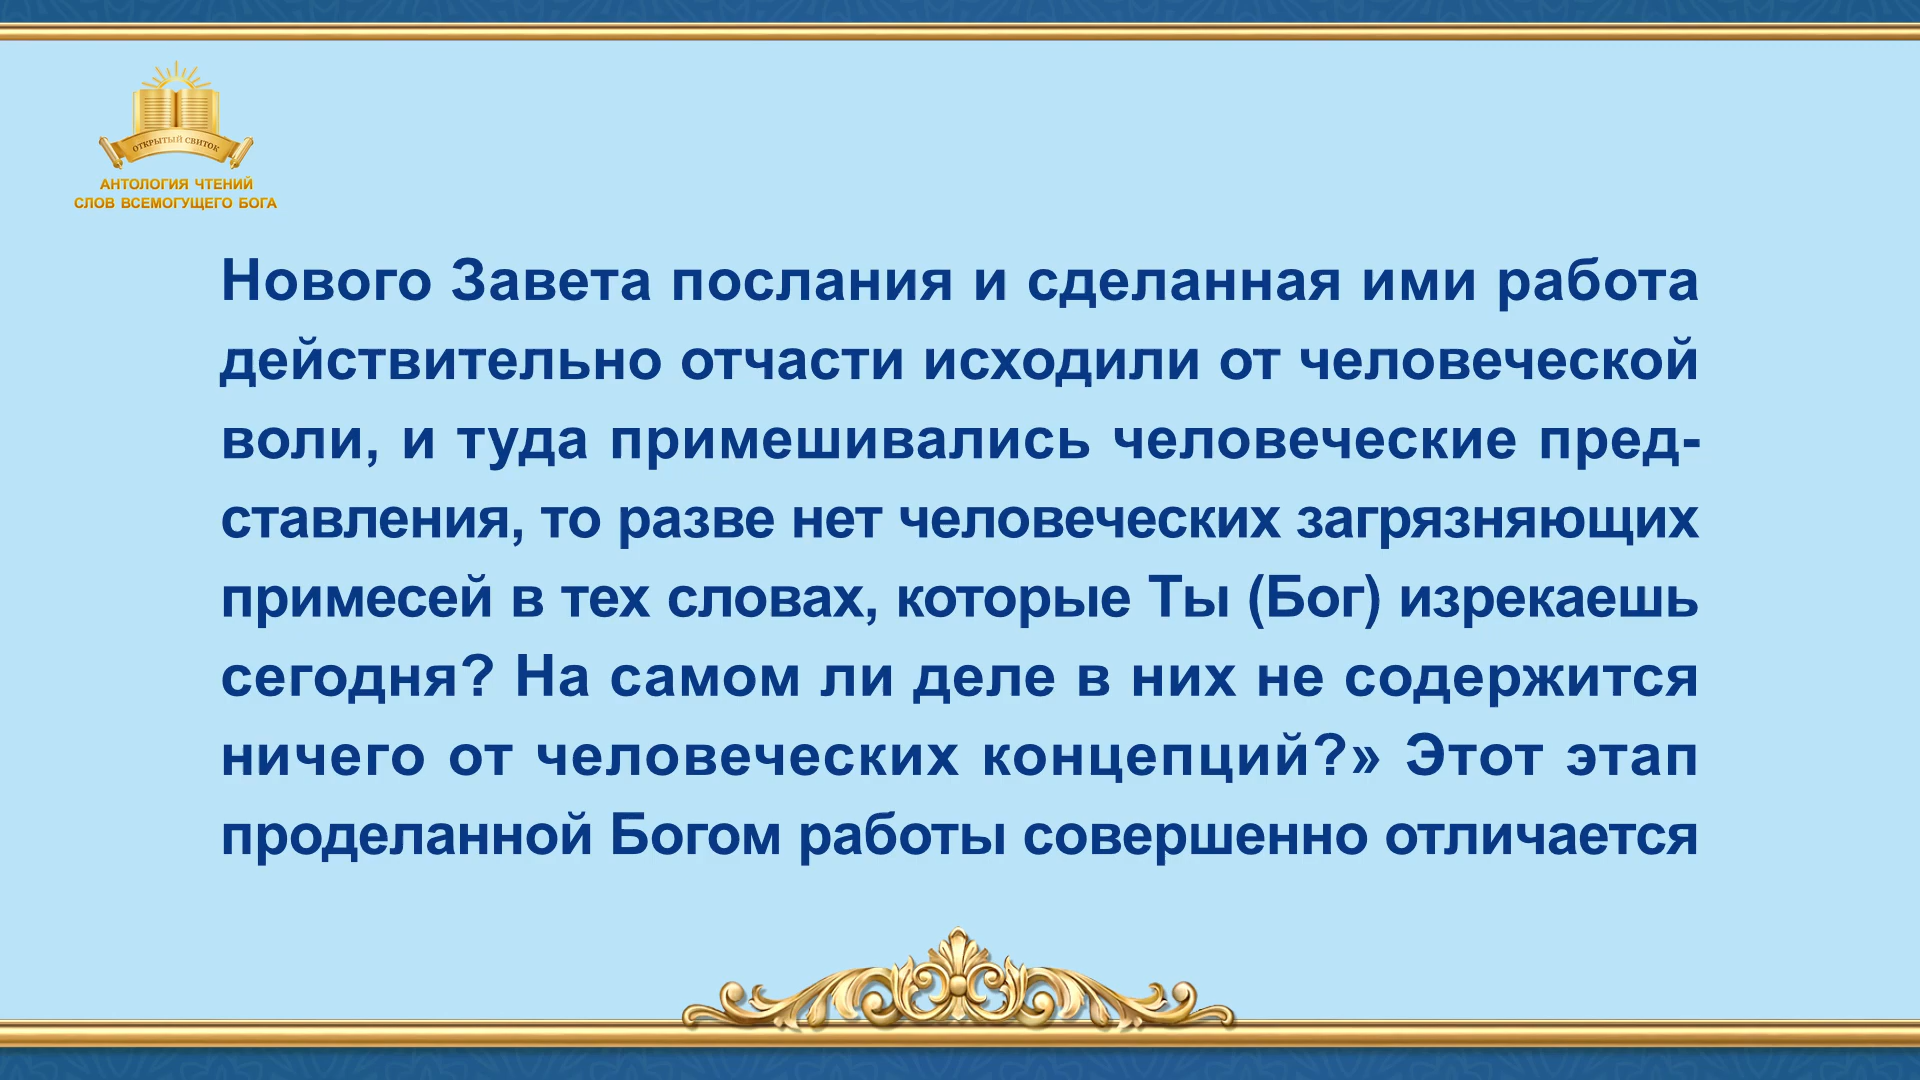 ОТКРЫТЫЙ СВИТОК
АНТОЛОГИЯ ЧТЕНИЙ
СЛОВ ВСЕМОГУЩЕГО БОГА
Нового Завета послания и сделанная ими работа
действительно отчасти исходили от человеческой
воли, и туда примешивались человеческие пред-
ставления, то разве нет человеческих загрязняющих
примесей в тех словах, которые Ты (Бог) изрекаешь
сегодня? На самом ли деле в них не содержится
ничего от человеческих концепций?» Этот этап
проделанной Богом работы совершенно отличается